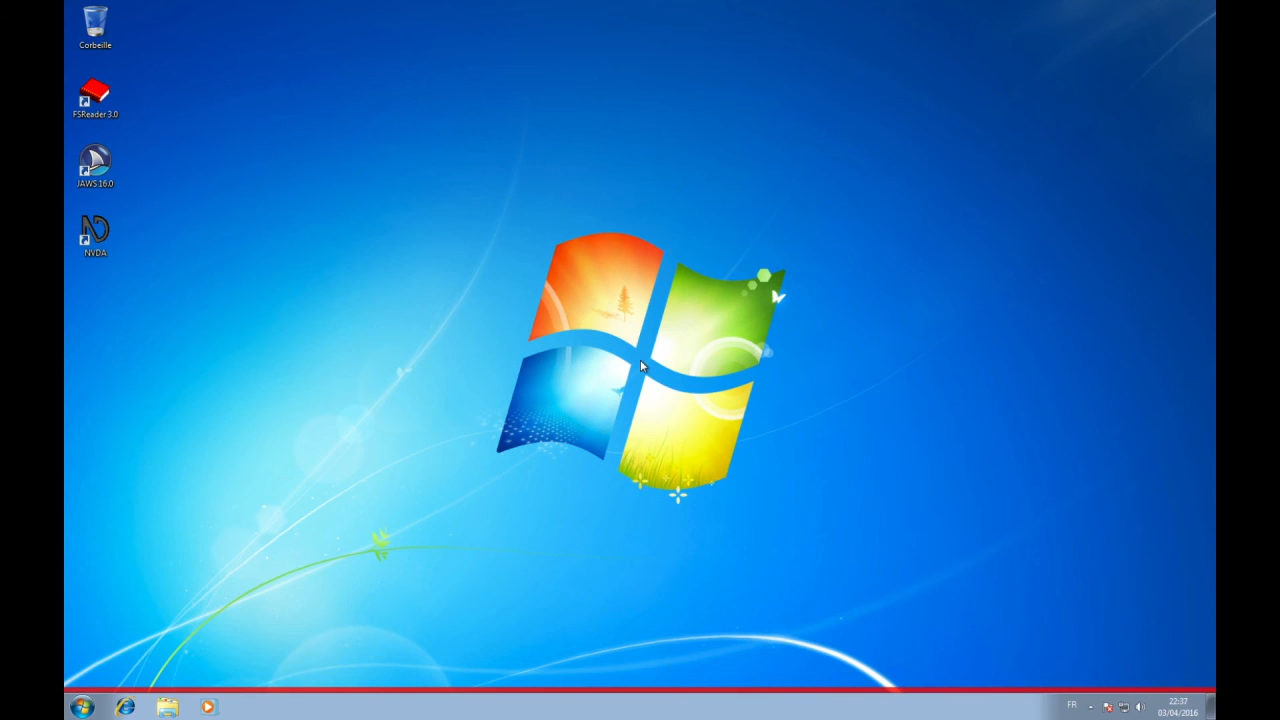 Corbeille
FSReader 3.0
JAWS 16.0
NVDA
FR
22:37
03/04/2016